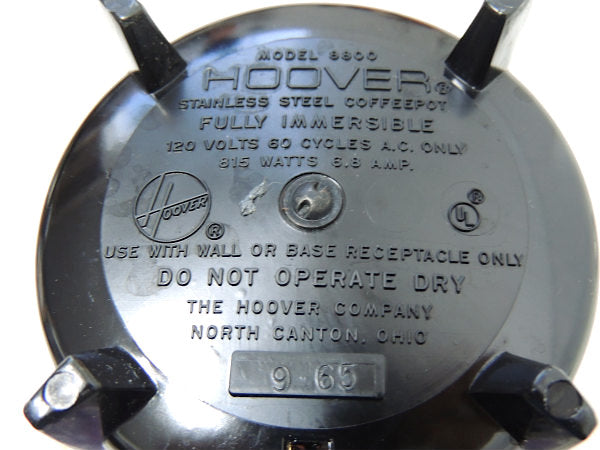 MODEL 8800
HOOVER®
STAINLESS STEEL COFFEEPOT
FULLY IMMERSIBLE
120 VOLTS 60 CYCLES A.C. ONLY
815 WATTS 6.8 AMP.
HOOVER ®
UL ®
USE WITH WALL OR BASE RECEPTACLE ONLY
DO NOT OPERATE DRY
THE HOOVER COMPANY
NORTH CANTON, OHIO
9 65